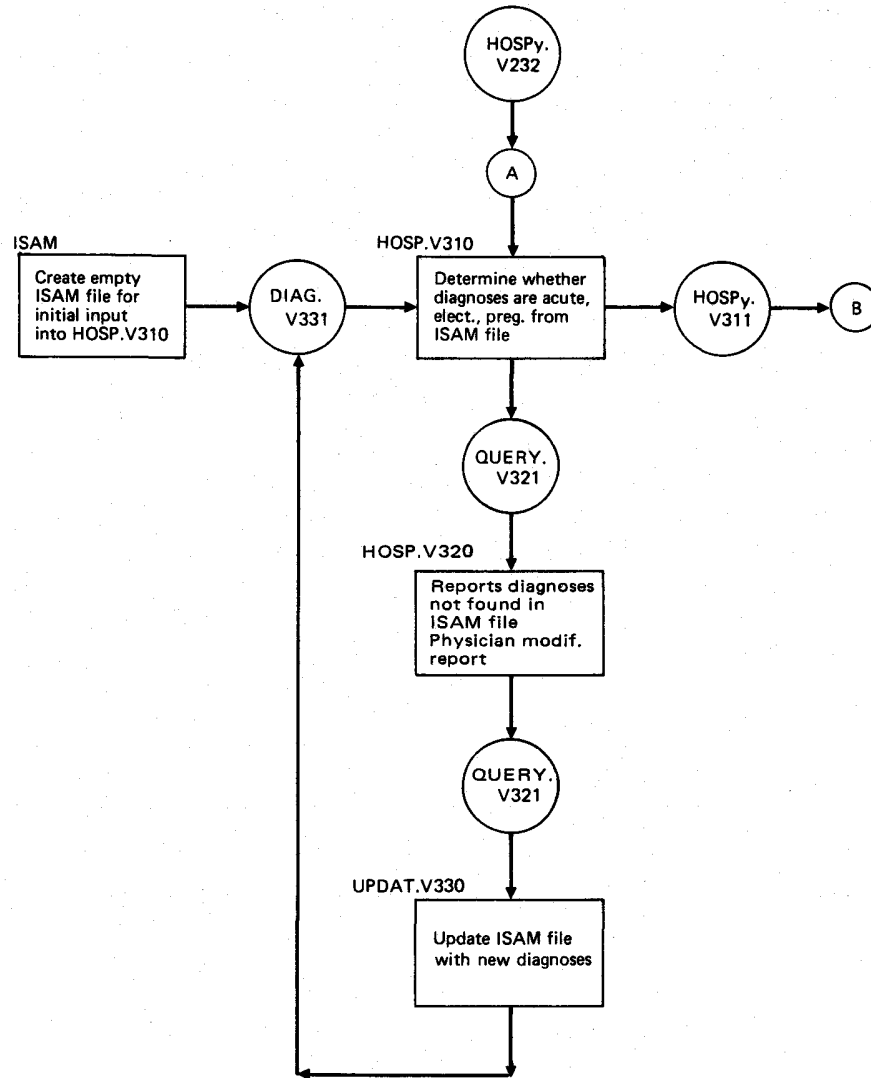 HOSPy.
V232
A
ISAM
HOSP.V310
Create empty
ISAM file for
initial input
into HOSP.V310
DIAG.
V331
Determine whether
diagnoses are acute,
elect., preg. from
ISAM file
HOSPy.
V311
B
QUERY.
V321
HOSP.V320
Reports diagnoses
not found in
ISAM file
Physician modif.
report
QUERY.
V321
UPDAT.V330
Update ISAM file
with new diagnoses